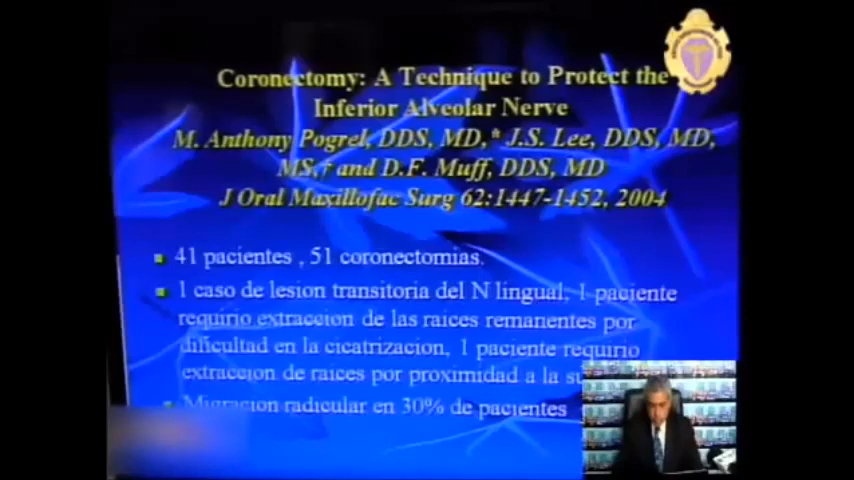 Coronectomy: A Technique to Protect the
Inferior Alveolar Nerve
M. Anthony Pogrel, DDS, MD,* J.S. Lee, DDS, MD,
MS,† and D.F. Muff, DDS, MD
J Oral Maxillofac Surg 62:1447-1452, 2004
41 pacientes , 51 coronectomias.
1 caso de lesion transitoria del N lingual, 1 paciente
requirio extraccion de las raices remanentes por
dificultad en la cicatrizacion, 1 paciente requirio
extraccion de raices por proximidad a la
Migracion radicular en 30% de pacientes